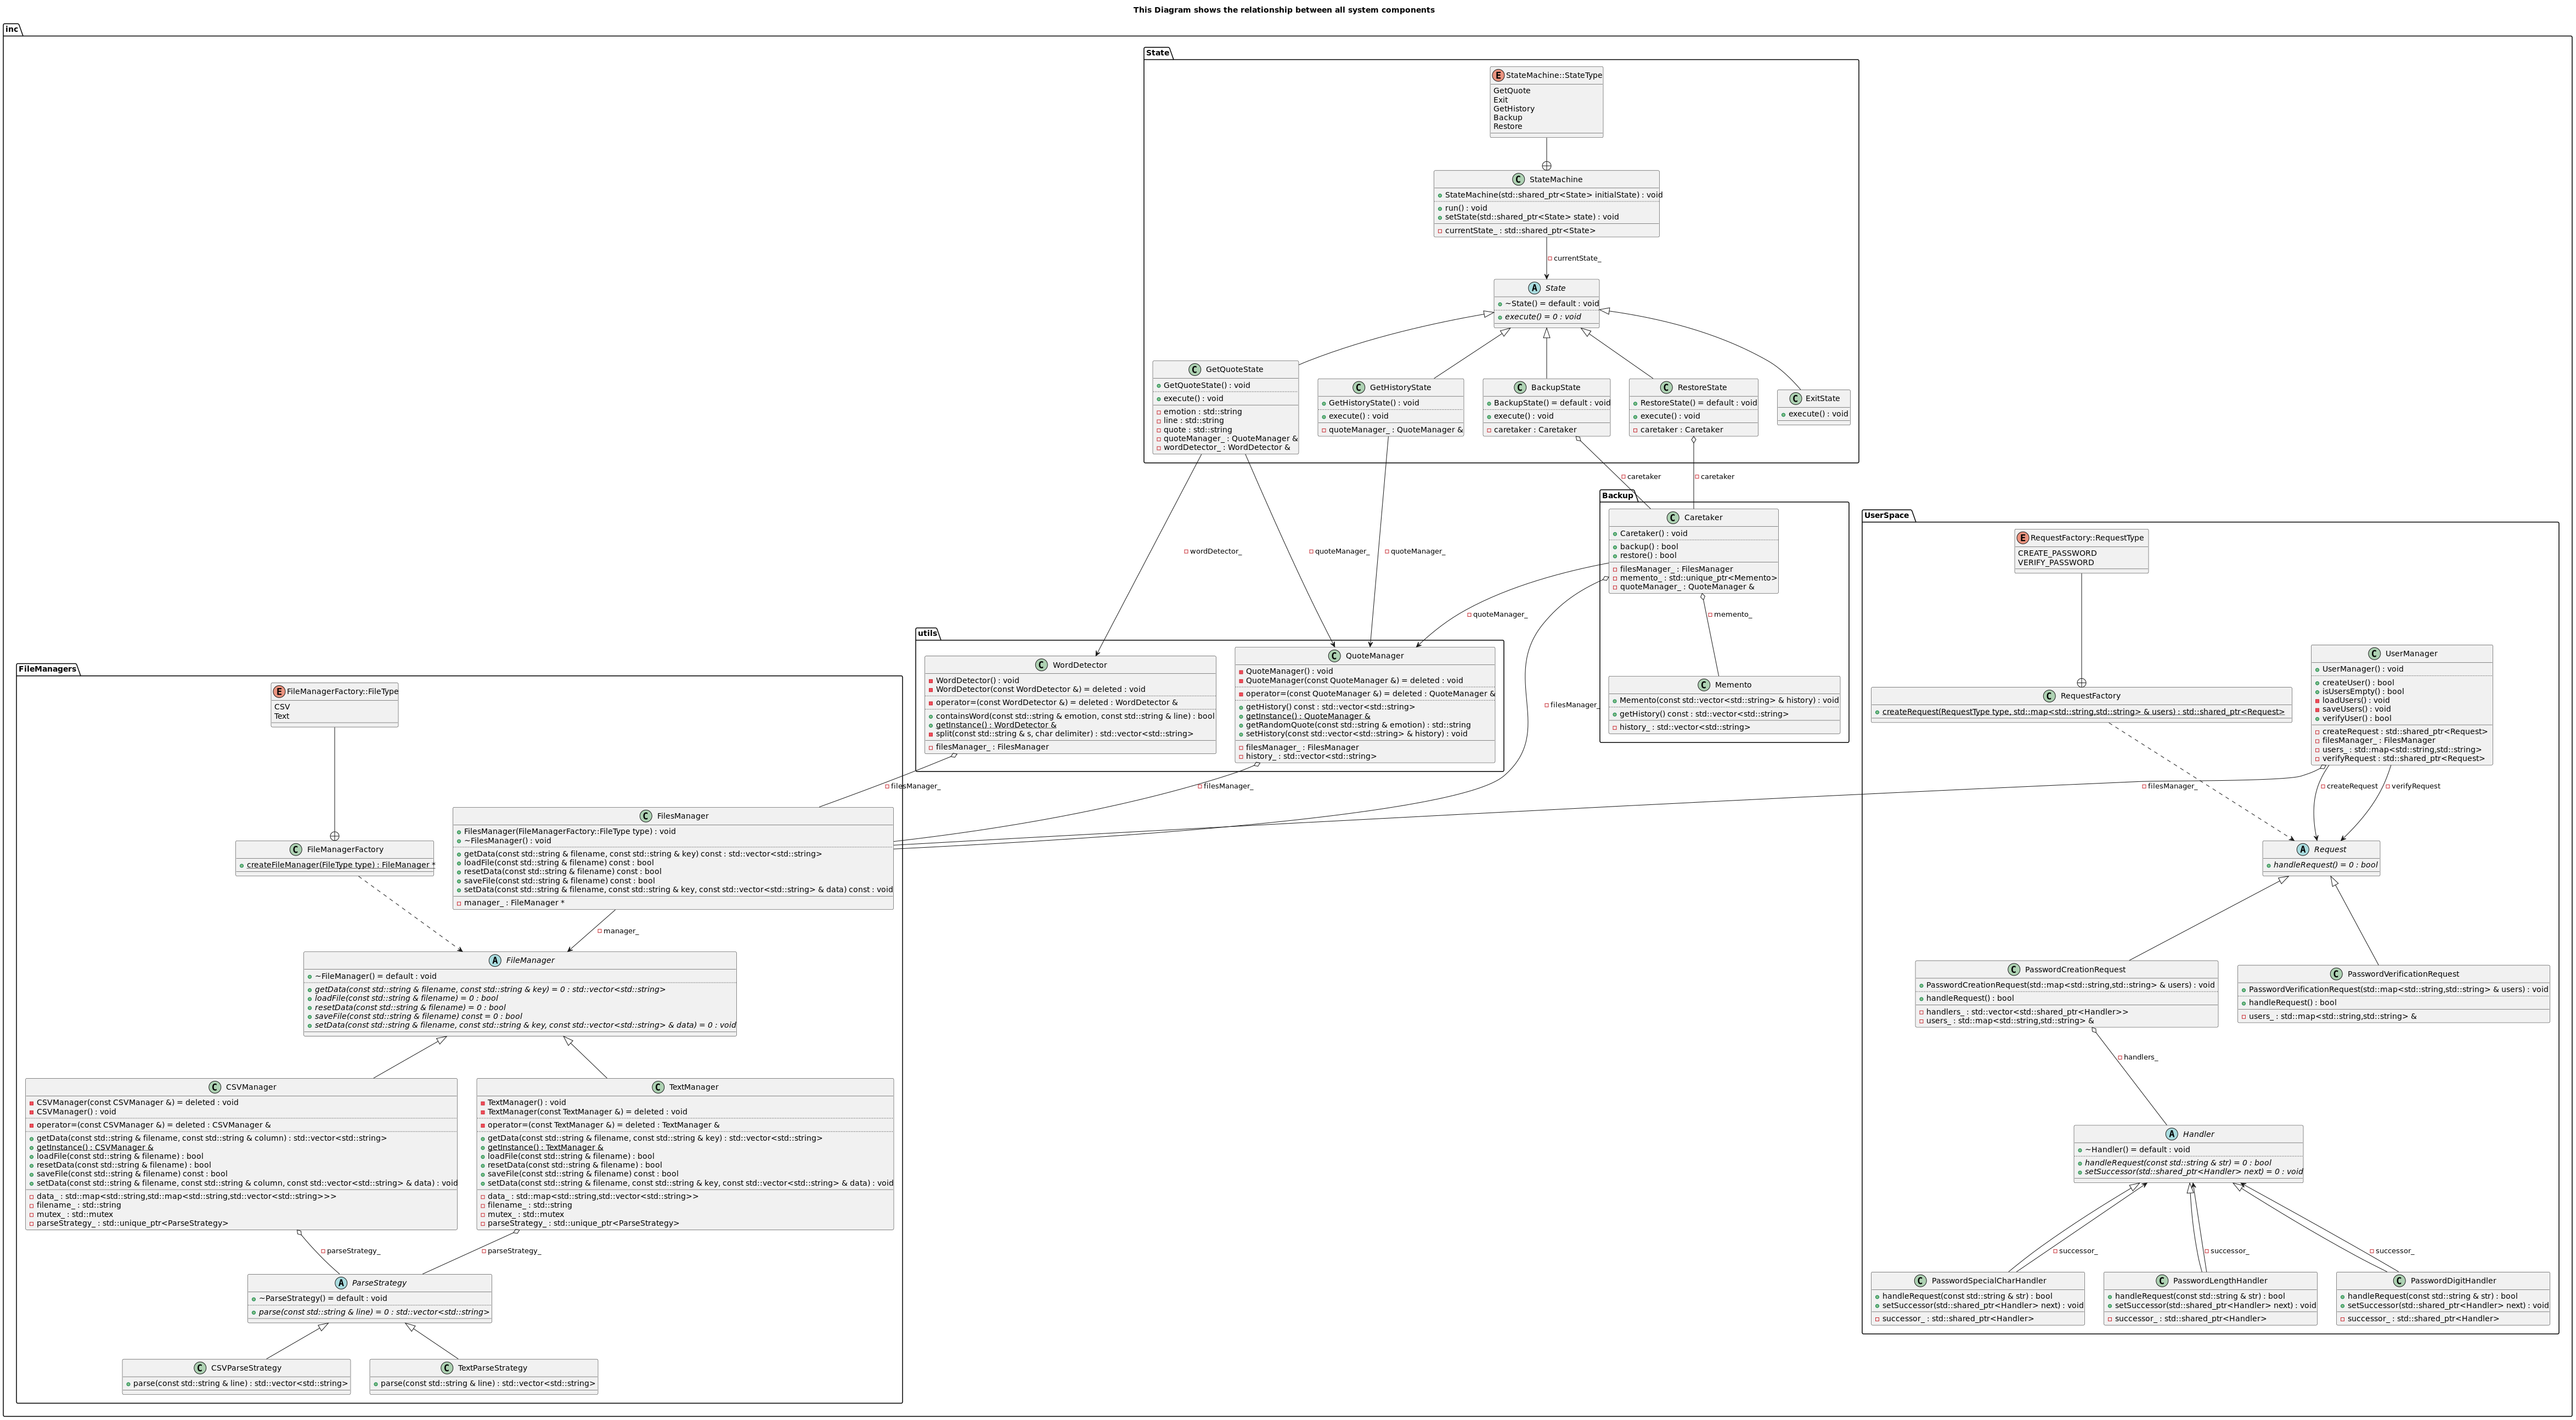 This Diagram shows the relationship between all system components
inc
State
StateMachine::StateType
GetQuote
Exit
GetHistory
Backup
Restore
StateMachine
StateMachine(std::shared_ptr<State> initialState) : void
run() : void
setState(std::shared_ptr<State> state) : void
currentState_ : std::shared_ptr<State>
currentState_
State
~State() = default : void
execute() = 0 : void
GetQuoteState
GetQuoteState() : void
execute() : void
emotion : std::string
line : std::string
quote : std::string
quoteManager_ : QuoteManager &
wordDetector_ : WordDetector &
GetHistoryState
GetHistoryState() : void
execute() : void
quoteManager_ : QuoteManager &
BackupState
BackupState() = default : void
execute() : void
caretaker : Caretaker
RestoreState
RestoreState() = default : void
execute() : void
caretaker : Caretaker
ExitState
execute() : void
caretaker
caretaker
wordDetector_
quoteManager_
quoteManager_
Backup
Caretaker
Caretaker() : void
backup() : bool
restore() : bool
filesManager_ : FilesManager
memento_ : std::unique_ptr<Memento>
quoteManager_ : QuoteManager &
quoteManager_
memento_
filesManager_
Memento
Memento(const std::vector<std::string> & history) : void
getHistory() const : std::vector<std::string>
history_ : std::vector<std::string>
utils
WordDetector
WordDetector() : void
WordDetector(const WordDetector &) = deleted : void
operator=(const WordDetector &) = deleted : WordDetector &
containsWord(const std::string & emotion, const std::string & line) : bool
getInstance() : WordDetector &
split(const std::string & s, char delimiter) : std::vector<std::string>
filesManager_ : FilesManager
QuoteManager
QuoteManager() : void
QuoteManager(const QuoteManager &) = deleted : void
operator=(const QuoteManager &) = deleted : QuoteManager &
getHistory() const : std::vector<std::string>
getInstance() : QuoteManager &
getRandomQuote(const std::string & emotion) : std::string
setHistory(const std::vector<std::string> & history) : void
filesManager_ : FilesManager
history_ : std::vector<std::string>
filesManager_
filesManager_
filesManager_
UserSpace
RequestFactory::RequestType
CREATE_PASSWORD
VERIFY_PASSWORD
RequestFactory
createRequest(RequestType type, std::map<std::string,std::string> & users) : std::shared_ptr<Request>
UserManager
UserManager() : void
createUser() : bool
isUsersEmpty() : bool
loadUsers() : void
saveUsers() : void
verifyUser() : bool
createRequest : std::shared_ptr<Request>
filesManager_ : FilesManager
users_ : std::map<std::string,std::string>
verifyRequest : std::shared_ptr<Request>
createRequest
verifyRequest
Request
handleRequest() = 0 : bool
PasswordCreationRequest
PasswordCreationRequest(std::map<std::string,std::string> & users) : void
handleRequest() : bool
handlers_ : std::vector<std::shared_ptr<Handler>>
users_ : std::map<std::string,std::string> &
PasswordVerificationRequest
PasswordVerificationRequest(std::map<std::string,std::string> & users) : void
handleRequest() : bool
users_ : std::map<std::string,std::string> &
handlers_
Handler
~Handler() = default : void
handleRequest(const std::string & str) = 0 : bool
setSuccessor(std::shared_ptr<Handler> next) = 0 : void
successor_
successor_
successor_
PasswordSpecialCharHandler
handleRequest(const std::string & str) : bool
setSuccessor(std::shared_ptr<Handler> next) : void
successor_ : std::shared_ptr<Handler>
PasswordLengthHandler
handleRequest(const std::string & str) : bool
setSuccessor(std::shared_ptr<Handler> next) : void
successor_ : std::shared_ptr<Handler>
PasswordDigitHandler
handleRequest(const std::string & str) : bool
setSuccessor(std::shared_ptr<Handler> next) : void
successor_ : std::shared_ptr<Handler>
FileManagers
FileManagerFactory::FileType
CSV
Text
FileManagerFactory
createFileManager(FileType type) : FileManager *
FilesManager
FilesManager(FileManagerFactory::FileType type) : void
~FilesManager() : void
getData(const std::string & filename, const std::string & key) const : std::vector<std::string>
loadFile(const std::string & filename) const : bool
resetData(const std::string & filename) const : bool
saveFile(const std::string & filename) const : bool
setData(const std::string & filename, const std::string & key, const std::vector<std::string> & data) const : void
manager_ : FileManager *
manager_
FileManager
~FileManager() = default : void
getData(const std::string & filename, const std::string & key) = 0 : std::vector<std::string>
loadFile(const std::string & filename) = 0 : bool
resetData(const std::string & filename) = 0 : bool
saveFile(const std::string & filename) const = 0 : bool
setData(const std::string & filename, const std::string & key, const std::vector<std::string> & data) = 0 : void
CSVManager
CSVManager(const CSVManager &) = deleted : void
CSVManager() : void
operator=(const CSVManager &) = deleted : CSVManager &
getData(const std::string & filename, const std::string & column) : std::vector<std::string>
getInstance() : CSVManager &
loadFile(const std::string & filename) : bool
resetData(const std::string & filename) : bool
saveFile(const std::string & filename) const : bool
setData(const std::string & filename, const std::string & column, const std::vector<std::string> & data) : void
data_ : std::map<std::string,std::map<std::string,std::vector<std::string>>>
filename_ : std::string
mutex_ : std::mutex
parseStrategy_ : std::unique_ptr<ParseStrategy>
TextManager
TextManager() : void
TextManager(const TextManager &) = deleted : void
operator=(const TextManager &) = deleted : TextManager &
getData(const std::string & filename, const std::string & key) : std::vector<std::string>
getInstance() : TextManager &
loadFile(const std::string & filename) : bool
resetData(const std::string & filename) : bool
saveFile(const std::string & filename) const : bool
setData(const std::string & filename, const std::string & key, const std::vector<std::string> & data) : void
data_ : std::map<std::string,std::vector<std::string>>
filename_ : std::string
mutex_ : std::mutex
parseStrategy_ : std::unique_ptr<ParseStrategy>
parseStrategy_
parseStrategy_
ParseStrategy
~ParseStrategy() = default : void
parse(const std::string & line) = 0 : std::vector<std::string>
CSVParseStrategy
parse(const std::string & line) : std::vector<std::string>
TextParseStrategy
parse(const std::string & line) : std::vector<std::string>